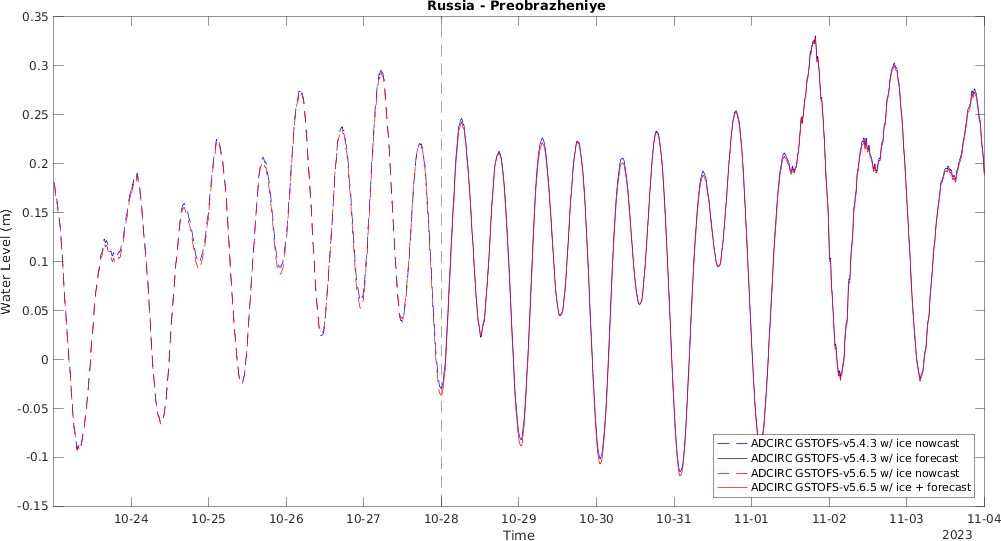 Russia - Preobrazheniye
0.35
0.3
0.25
0.2
0.15
0.1
0.05
0
-0.05
-0.1
-0.15
Water Level (m)
ADCIRC GSTOFS-v5.4.3 w/ ice nowcast
ADCIRC GSTOFS-v5.4.3 w/ ice forecast
ADCIRC GSTOFS-v5.6.5 w/ ice nowcast
ADCIRC GSTOFS-v5.6.5 w/ ice + forecast
10-24 10-25 10-26 10-27 10-28 10-29 10-30 10-31 11-01 11-02 11-03 11-04
Time
2023